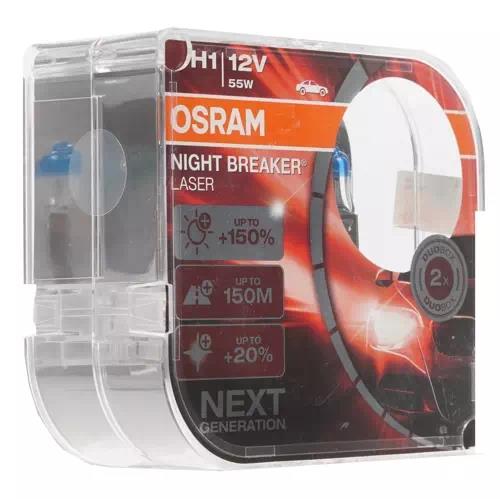 H1 12V
55W
OSRAM
NIGHT BREAKER®
LASER
UP TO
+150%
UP TO
150M
UP TO
+20%
NEXT
GENERATION
DUOBOX
2x
DUOBOX